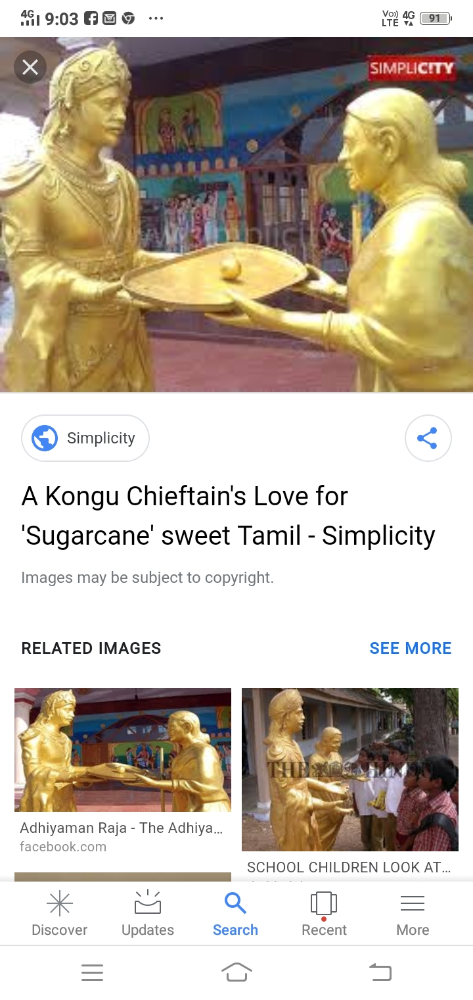 4G 9:03 Vo)) LTE 4G 91
SIMPLICITY
Simplicity
A Kongu Chieftain's Love for
'Sugarcane' sweet Tamil - Simplicity
Images may be subject to copyright.
RELATED IMAGES SEE MORE
THE HINDU
Adhiyaman Raja - The Adhiya...
facebook.com
SCHOOL CHILDREN LOOK AT...
Discover Updates Search Recent More